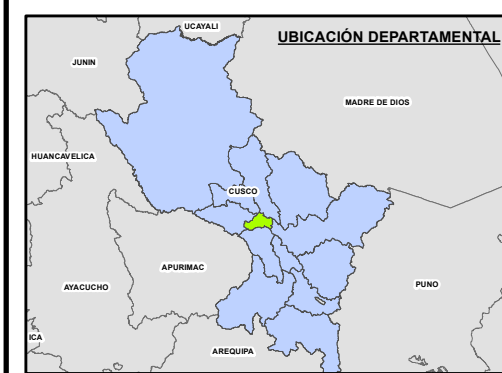 UCAYALI
UBICACIÓN DEPARTAMENTAL
JUNIN
MADRE DE DIOS
HUANCAVELICA
CUSCO
APURIMAC
AYACUCHO
PUNO
ICA
AREQUIPA